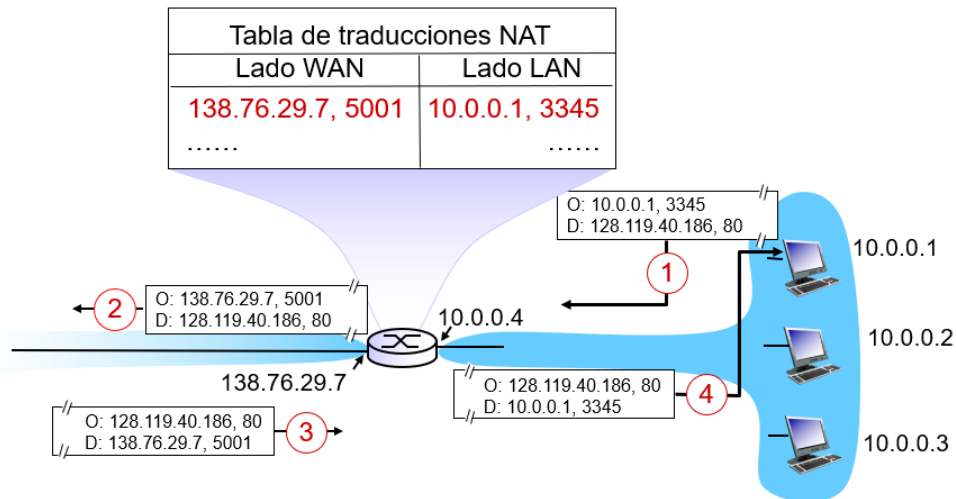 Tabla de traducciones NAT
Lado WAN Lado LAN
138.76.29.7, 5001 10.0.0.1, 3345
...... ......
O: 10.0.0.1, 3345
D: 128.119.40.186, 80
1
10.0.0.1
2
O: 138.76.29.7, 5001
D: 128.119.40.186, 80
10.0.0.4
10.0.0.2
138.76.29.7
O: 128.119.40.186, 80
D: 10.0.0.1, 3345
4
O: 128.119.40.186, 80
D: 138.76.29.7, 5001
3
10.0.0.3